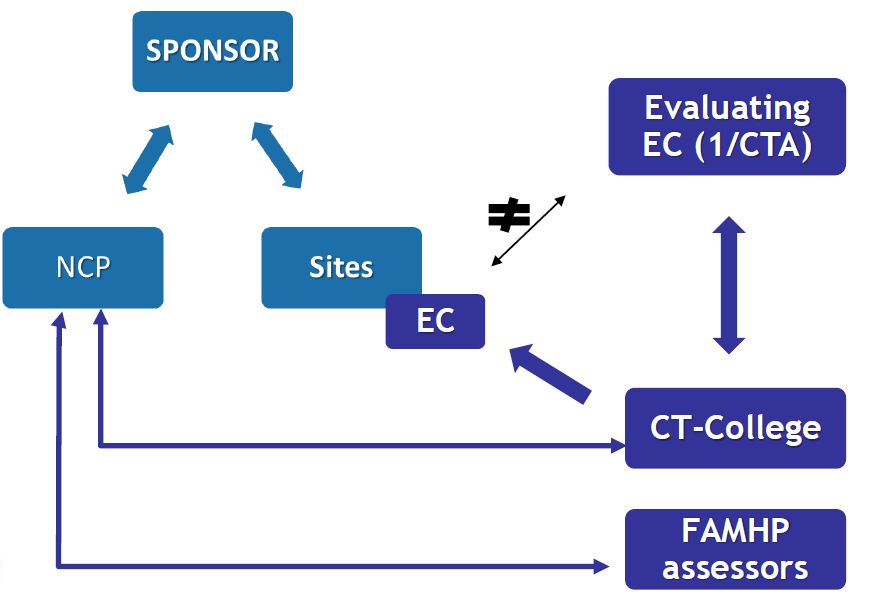 SPONSOR
Evaluating
EC (1/CTA)
≠
NCP
Sites
EC
CT-College
FAMHP
assessors